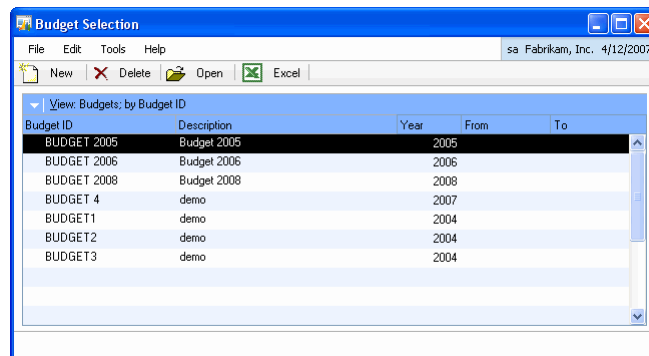 Budget Selection
File Edit Tools Help sa Fabrikam, Inc. 4/12/2007
New Delete Open Excel
View: Budgets; by Budget ID
Budget ID Description Year From To
BUDGET 2005 Budget 2005 2005
BUDGET 2006 Budget 2006 2006
BUDGET 2008 Budget 2008 2008
BUDGET 4 demo 2007
BUDGET1 demo 2004
BUDGET2 demo 2004
BUDGET3 demo 2004